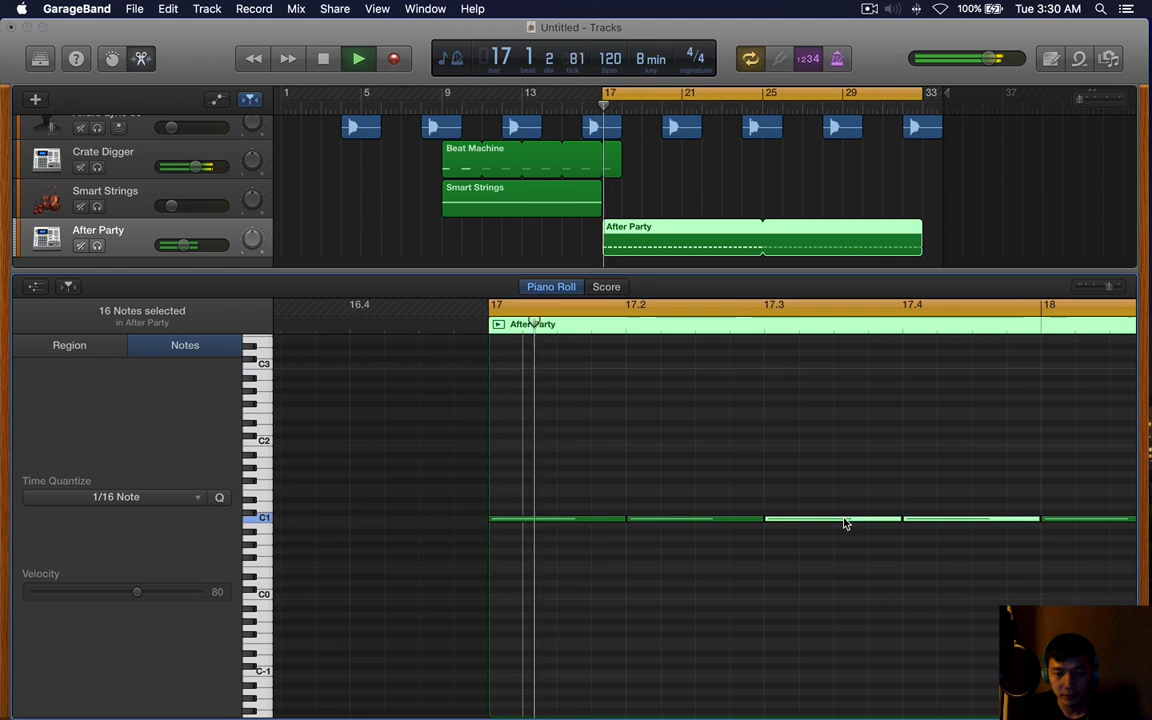 GarageBand File Edit Track Record Mix Share View Window Help 100% Tue 3:30 AM
Untitled - Tracks
17 1 2 81 120 8 min 4/4 1234
bar beat div bpm key signature
1 5 9 13 17 21 25 29 33 37 41
Crate Digger
Beat Machine
Smart Strings
Smart Strings
After Party
After Party
Piano Roll Score
16 Notes selected
in After Party
16.4 17 17.2 17.3 17.4 18
After Party
Region Notes
C3
C2
Time Quantize
1/16 Note Q
C1
Velocity
80
C0
C-1